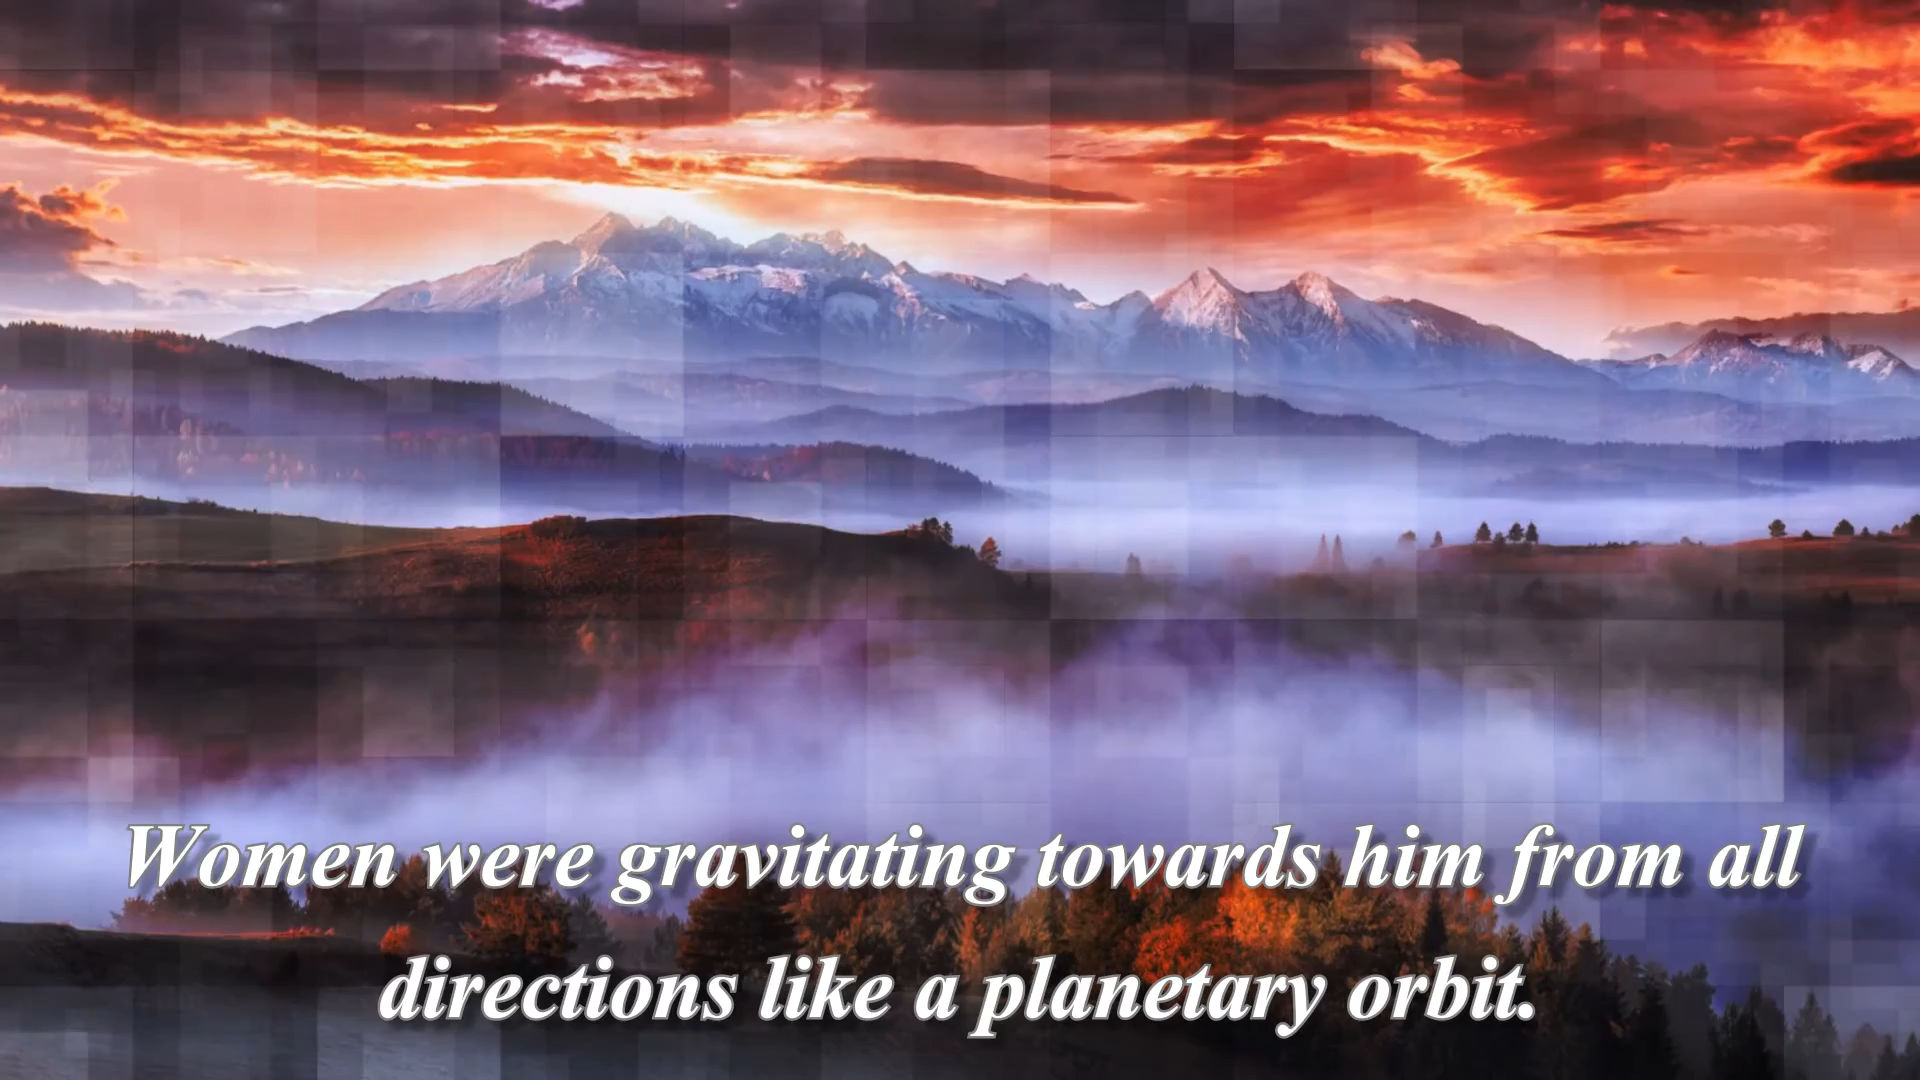 Women were gravitating towards him from all
directions like a planetary orbit.